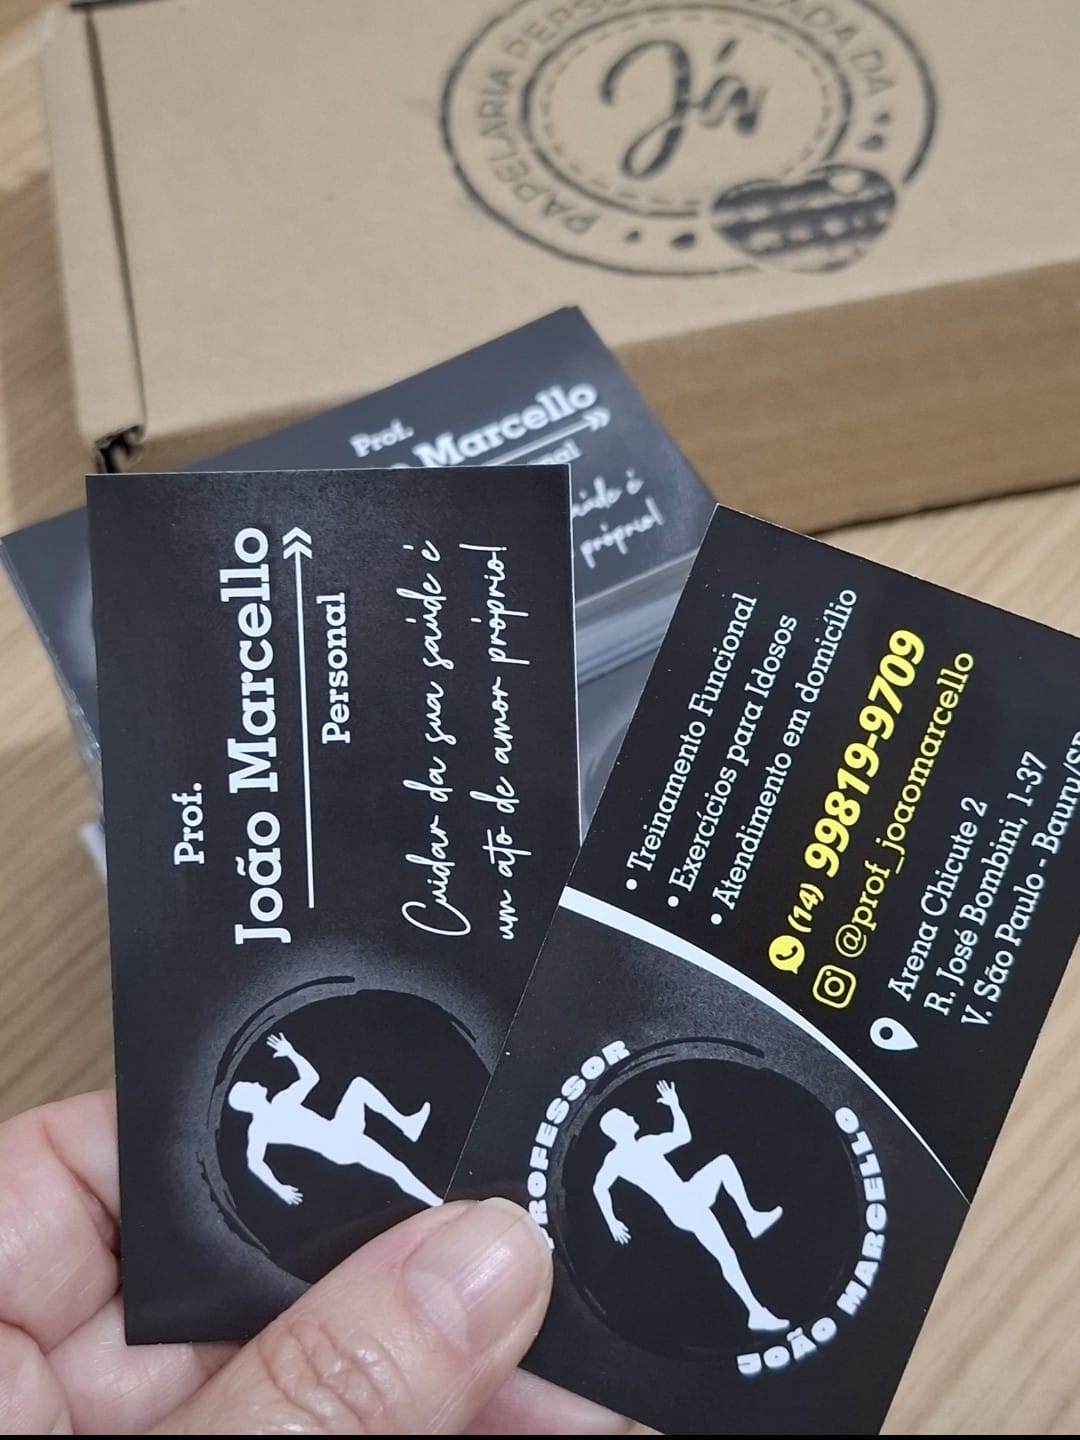 PAPELARIA PERSONALIZADA DA
Já
Prof.
Marcello
próprio!
Prof.
João Marcello
Personal
Cuidar da sua saúde é
um ato de amor próprio!
• Treinamento Funcional
• Exercícios para Idosos
• Atendimento em domicílio
(14) 99819-9709
@prof_joaomarcello
Arena Chicute 2
R. José Bombini, 1-37
V. São Paulo - Bauru/SP
PROFESSOR
JOÃO MARCELLO